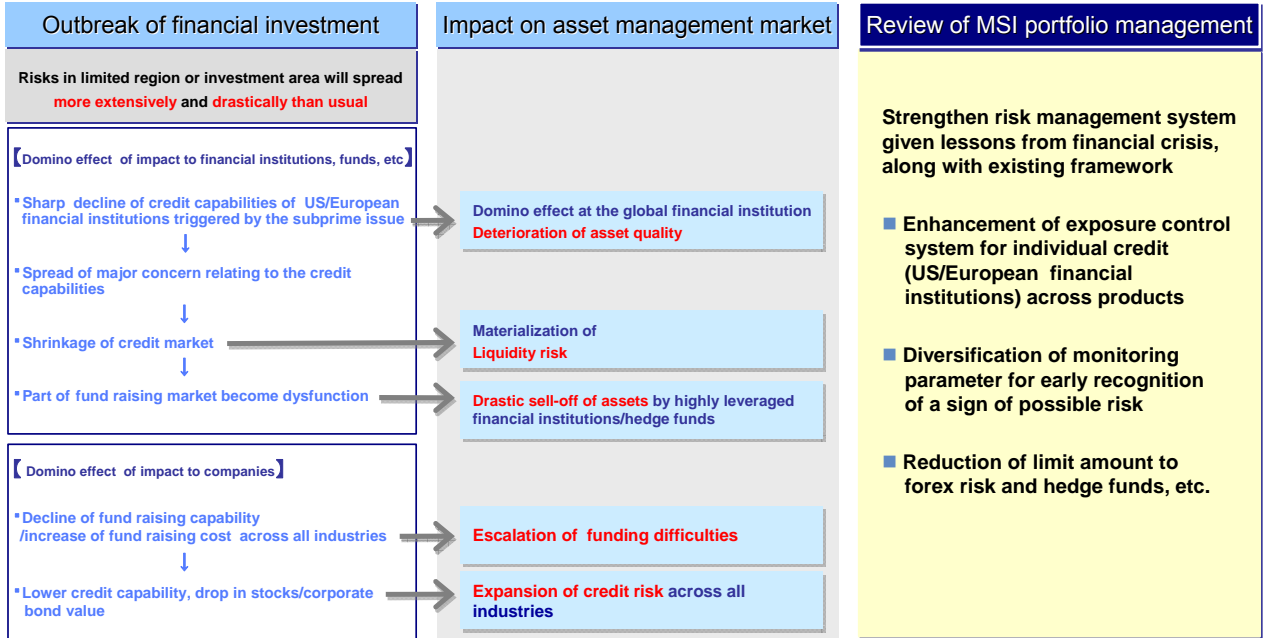 Outbreak of financial investment
Risks in limited region or investment area will spread
more extensively and drastically than usual
【Domino effect of impact to financial institutions, funds, etc】
▪Sharp decline of credit capabilities of US/European
financial institutions triggered by the subprime issue
↓
▪Spread of major concern relating to the credit
capabilities
↓
▪Shrinkage of credit market
↓
▪Part of fund raising market become dysfunction
【Domino effect of impact to companies】
▪Decline of fund raising capability
/increase of fund raising cost across all industries
↓
▪Lower credit capability, drop in stocks/corporate
bond value
Impact on asset management market
Domino effect at the global financial institution
Deterioration of asset quality
Materialization of
Liquidity risk
Drastic sell-off of assets by highly leveraged
financial institutions/hedge funds
Escalation of funding difficulties
Expansion of credit risk across all
industries
Review of MSI portfolio management
Strengthen risk management system
given lessons from financial crisis,
along with existing framework
■ Enhancement of exposure control
system for individual credit
(US/European financial
institutions) across products
■ Diversification of monitoring
parameter for early recognition
of a sign of possible risk
■ Reduction of limit amount to
forex risk and hedge funds, etc.